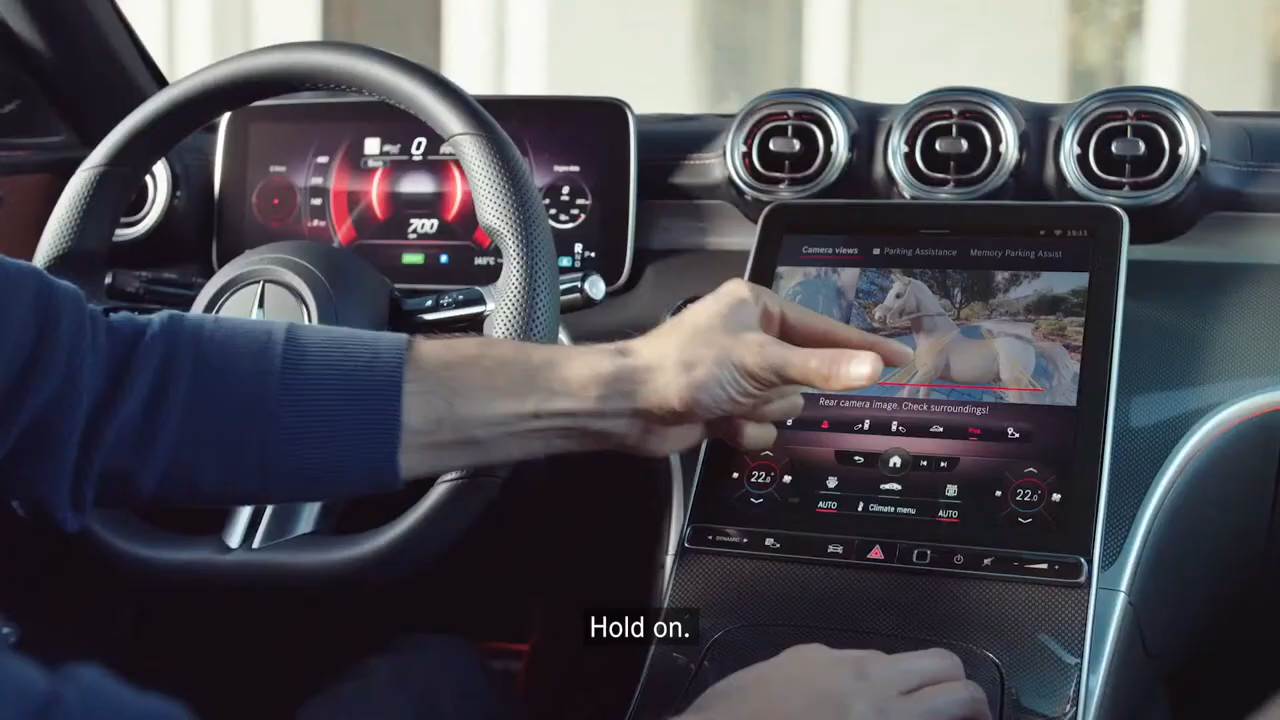 0
700
R
Camera views
Parking Assistance
Memory Parking Assist
Rear camera image. Check surroundings!
22.0°
22.0°
AUTO
Climate menu
AUTO
DYNAMIC
Hold on.